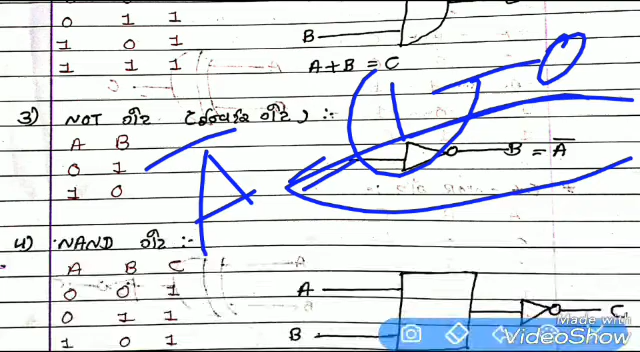 0 1 1
1 0 1
1 1 1
B
A + B = C
3) NOT ગેટ
A B
0 1
1 0
B = A̅
A
4) NAND ગેટ :-
A B C
0 0 1
0 1 1
1 0 1
A
B
C
Made with
VideoShow